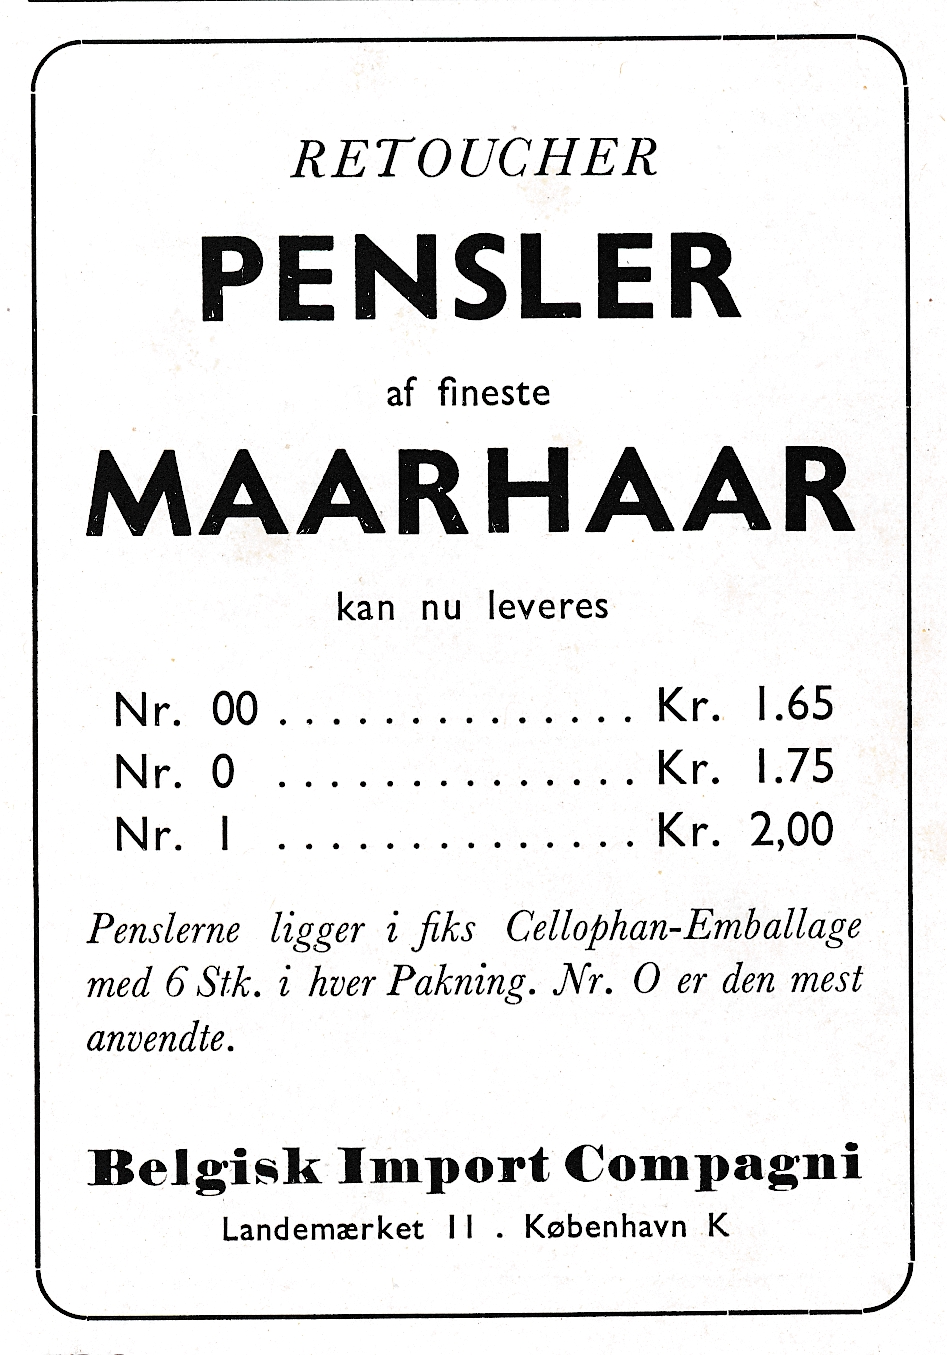 RETOUCHER
PENSLER
af fineste
MAARHAAR
kan nu leveres
Nr. 00 . . . . . . . . . . . . . . Kr. 1.65
Nr. 0 . . . . . . . . . . . . . . Kr. 1.75
Nr. 1 . . . . . . . . . . . . . . Kr. 2,00
Penslerne ligger i fiks Cellophan-Emballage
med 6 Stk. i hver Pakning. Nr. O er den mest
anvendte.
Belgisk Import Compagni
Landemærket 11 . København K